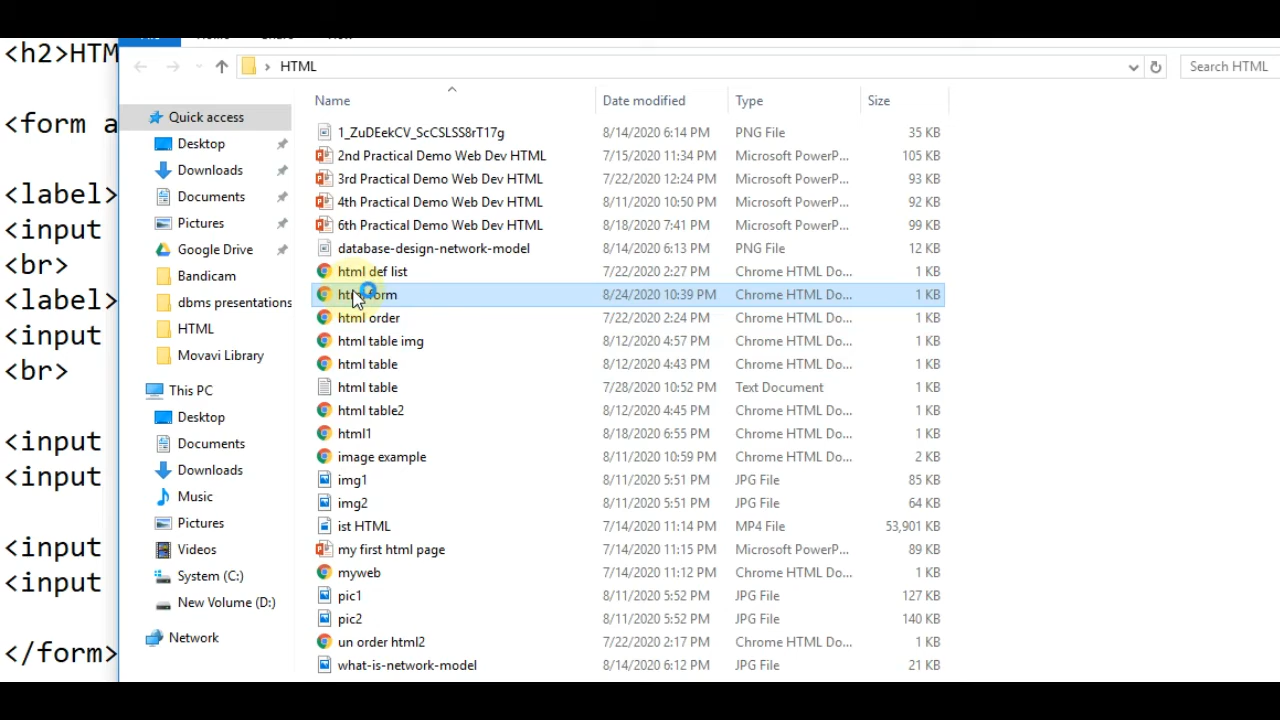 <h2>HTM
<form a
<label>
<input
<br>
<label>
<input
<br>
<input
<input
<input
<input
</form>
HTML
Search HTML
Quick access
Desktop
Downloads
Documents
Pictures
Google Drive
Bandicam
dbms presentations
HTML
Movavi Library
This PC
Desktop
Documents
Downloads
Music
Pictures
Videos
System (C:)
New Volume (D:)
Network
Name Date modified Type Size
1_ZuDEekCV_ScCSLSS8rT17g 8/14/2020 6:14 PM PNG File 35 KB
2nd Practical Demo Web Dev HTML 7/15/2020 11:34 PM Microsoft PowerP... 105 KB
3rd Practical Demo Web Dev HTML 7/22/2020 12:24 PM Microsoft PowerP... 93 KB
4th Practical Demo Web Dev HTML 8/11/2020 10:50 PM Microsoft PowerP... 92 KB
6th Practical Demo Web Dev HTML 8/18/2020 7:41 PM Microsoft PowerP... 99 KB
database-design-network-model 8/14/2020 6:13 PM PNG File 12 KB
html def list 7/22/2020 2:27 PM Chrome HTML Do... 1 KB
html form 8/24/2020 10:39 PM Chrome HTML Do... 1 KB
html order 7/22/2020 2:24 PM Chrome HTML Do... 1 KB
html table img 8/12/2020 4:57 PM Chrome HTML Do... 1 KB
html table 8/12/2020 4:43 PM Chrome HTML Do... 1 KB
html table 7/28/2020 10:52 PM Text Document 1 KB
html table2 8/12/2020 4:45 PM Chrome HTML Do... 1 KB
html1 8/18/2020 6:55 PM Chrome HTML Do... 1 KB
image example 8/11/2020 10:59 PM Chrome HTML Do... 2 KB
img1 8/11/2020 5:51 PM JPG File 85 KB
img2 8/11/2020 5:51 PM JPG File 64 KB
ist HTML 7/14/2020 11:14 PM MP4 File 53,901 KB
my first html page 7/14/2020 11:15 PM Microsoft PowerP... 89 KB
myweb 7/14/2020 11:12 PM Chrome HTML Do... 1 KB
pic1 8/11/2020 5:52 PM JPG File 127 KB
pic2 8/11/2020 5:52 PM JPG File 140 KB
un order html2 7/22/2020 2:17 PM Chrome HTML Do... 1 KB
what-is-network-model 8/14/2020 6:12 PM JPG File 21 KB